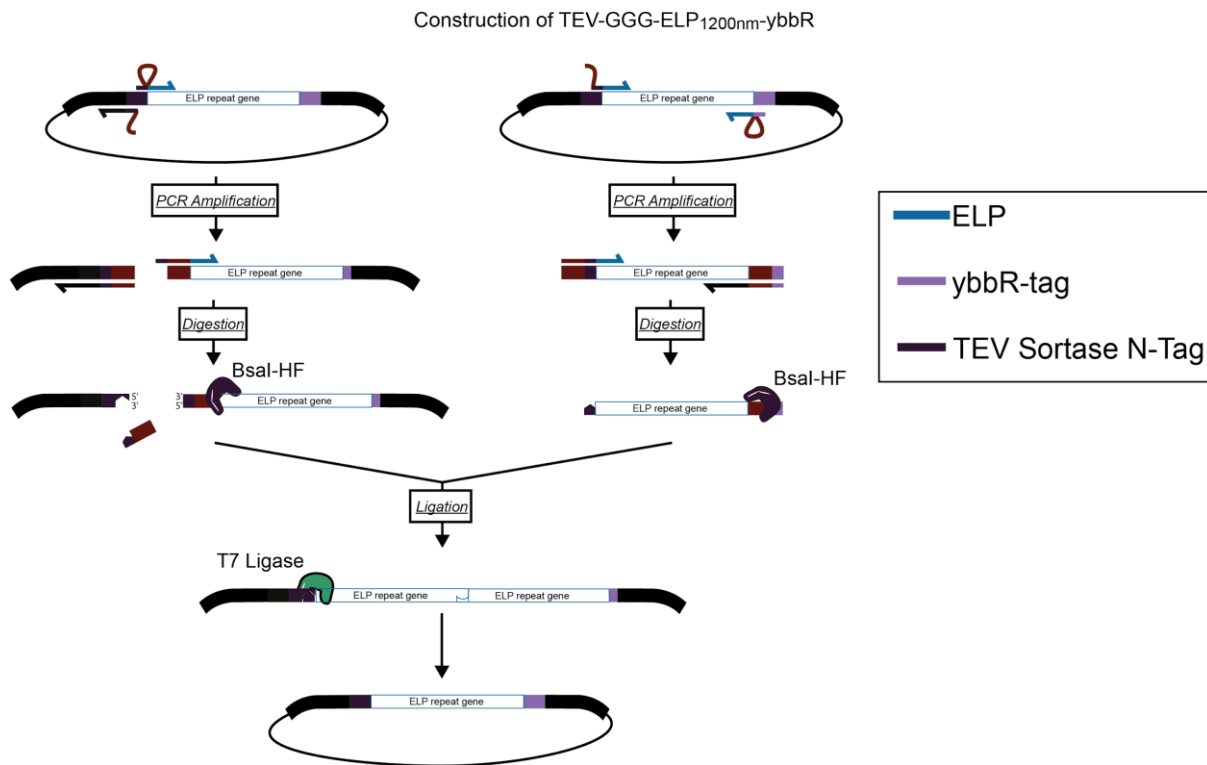 Construction of TEV-GGG-ELP1200nm-ybbR
ELP repeat gene
ELP repeat gene
PCR Amplification
PCR Amplification
ELP
ybbR-tag
TEV Sortase N-Tag
ELP repeat gene
ELP repeat gene
Digestion
Digestion
BsaI-HF
BsaI-HF
5' 3'
3' 5'
ELP repeat gene
ELP repeat gene
Ligation
T7 Ligase
ELP repeat gene
ELP repeat gene
ELP repeat gene